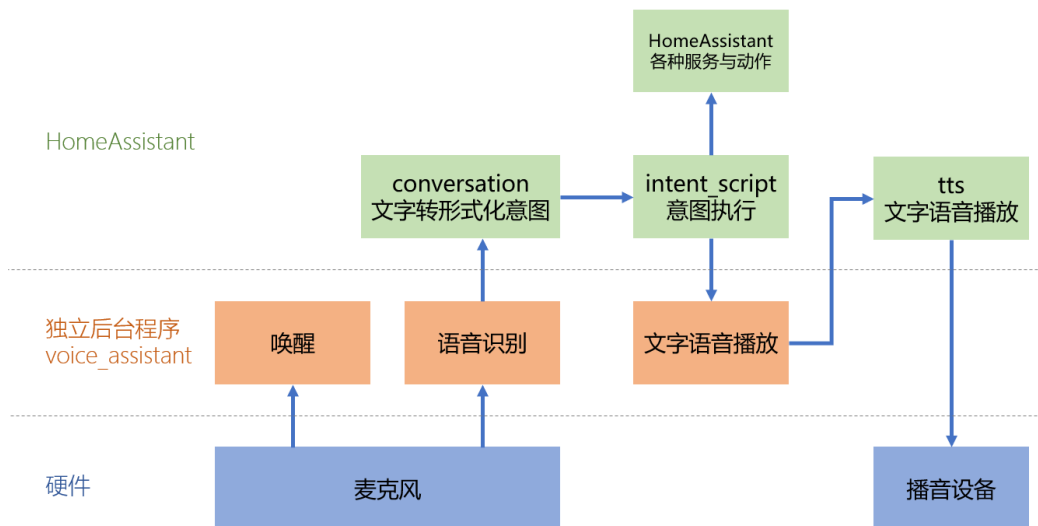 HomeAssistant
各种服务与动作
HomeAssistant
conversation
文字转形式化意图
intent_script
意图执行
tts
文字语音播放
独立后台程序
voice_assistant
唤醒
语音识别
文字语音播放
硬件
麦克风
播音设备